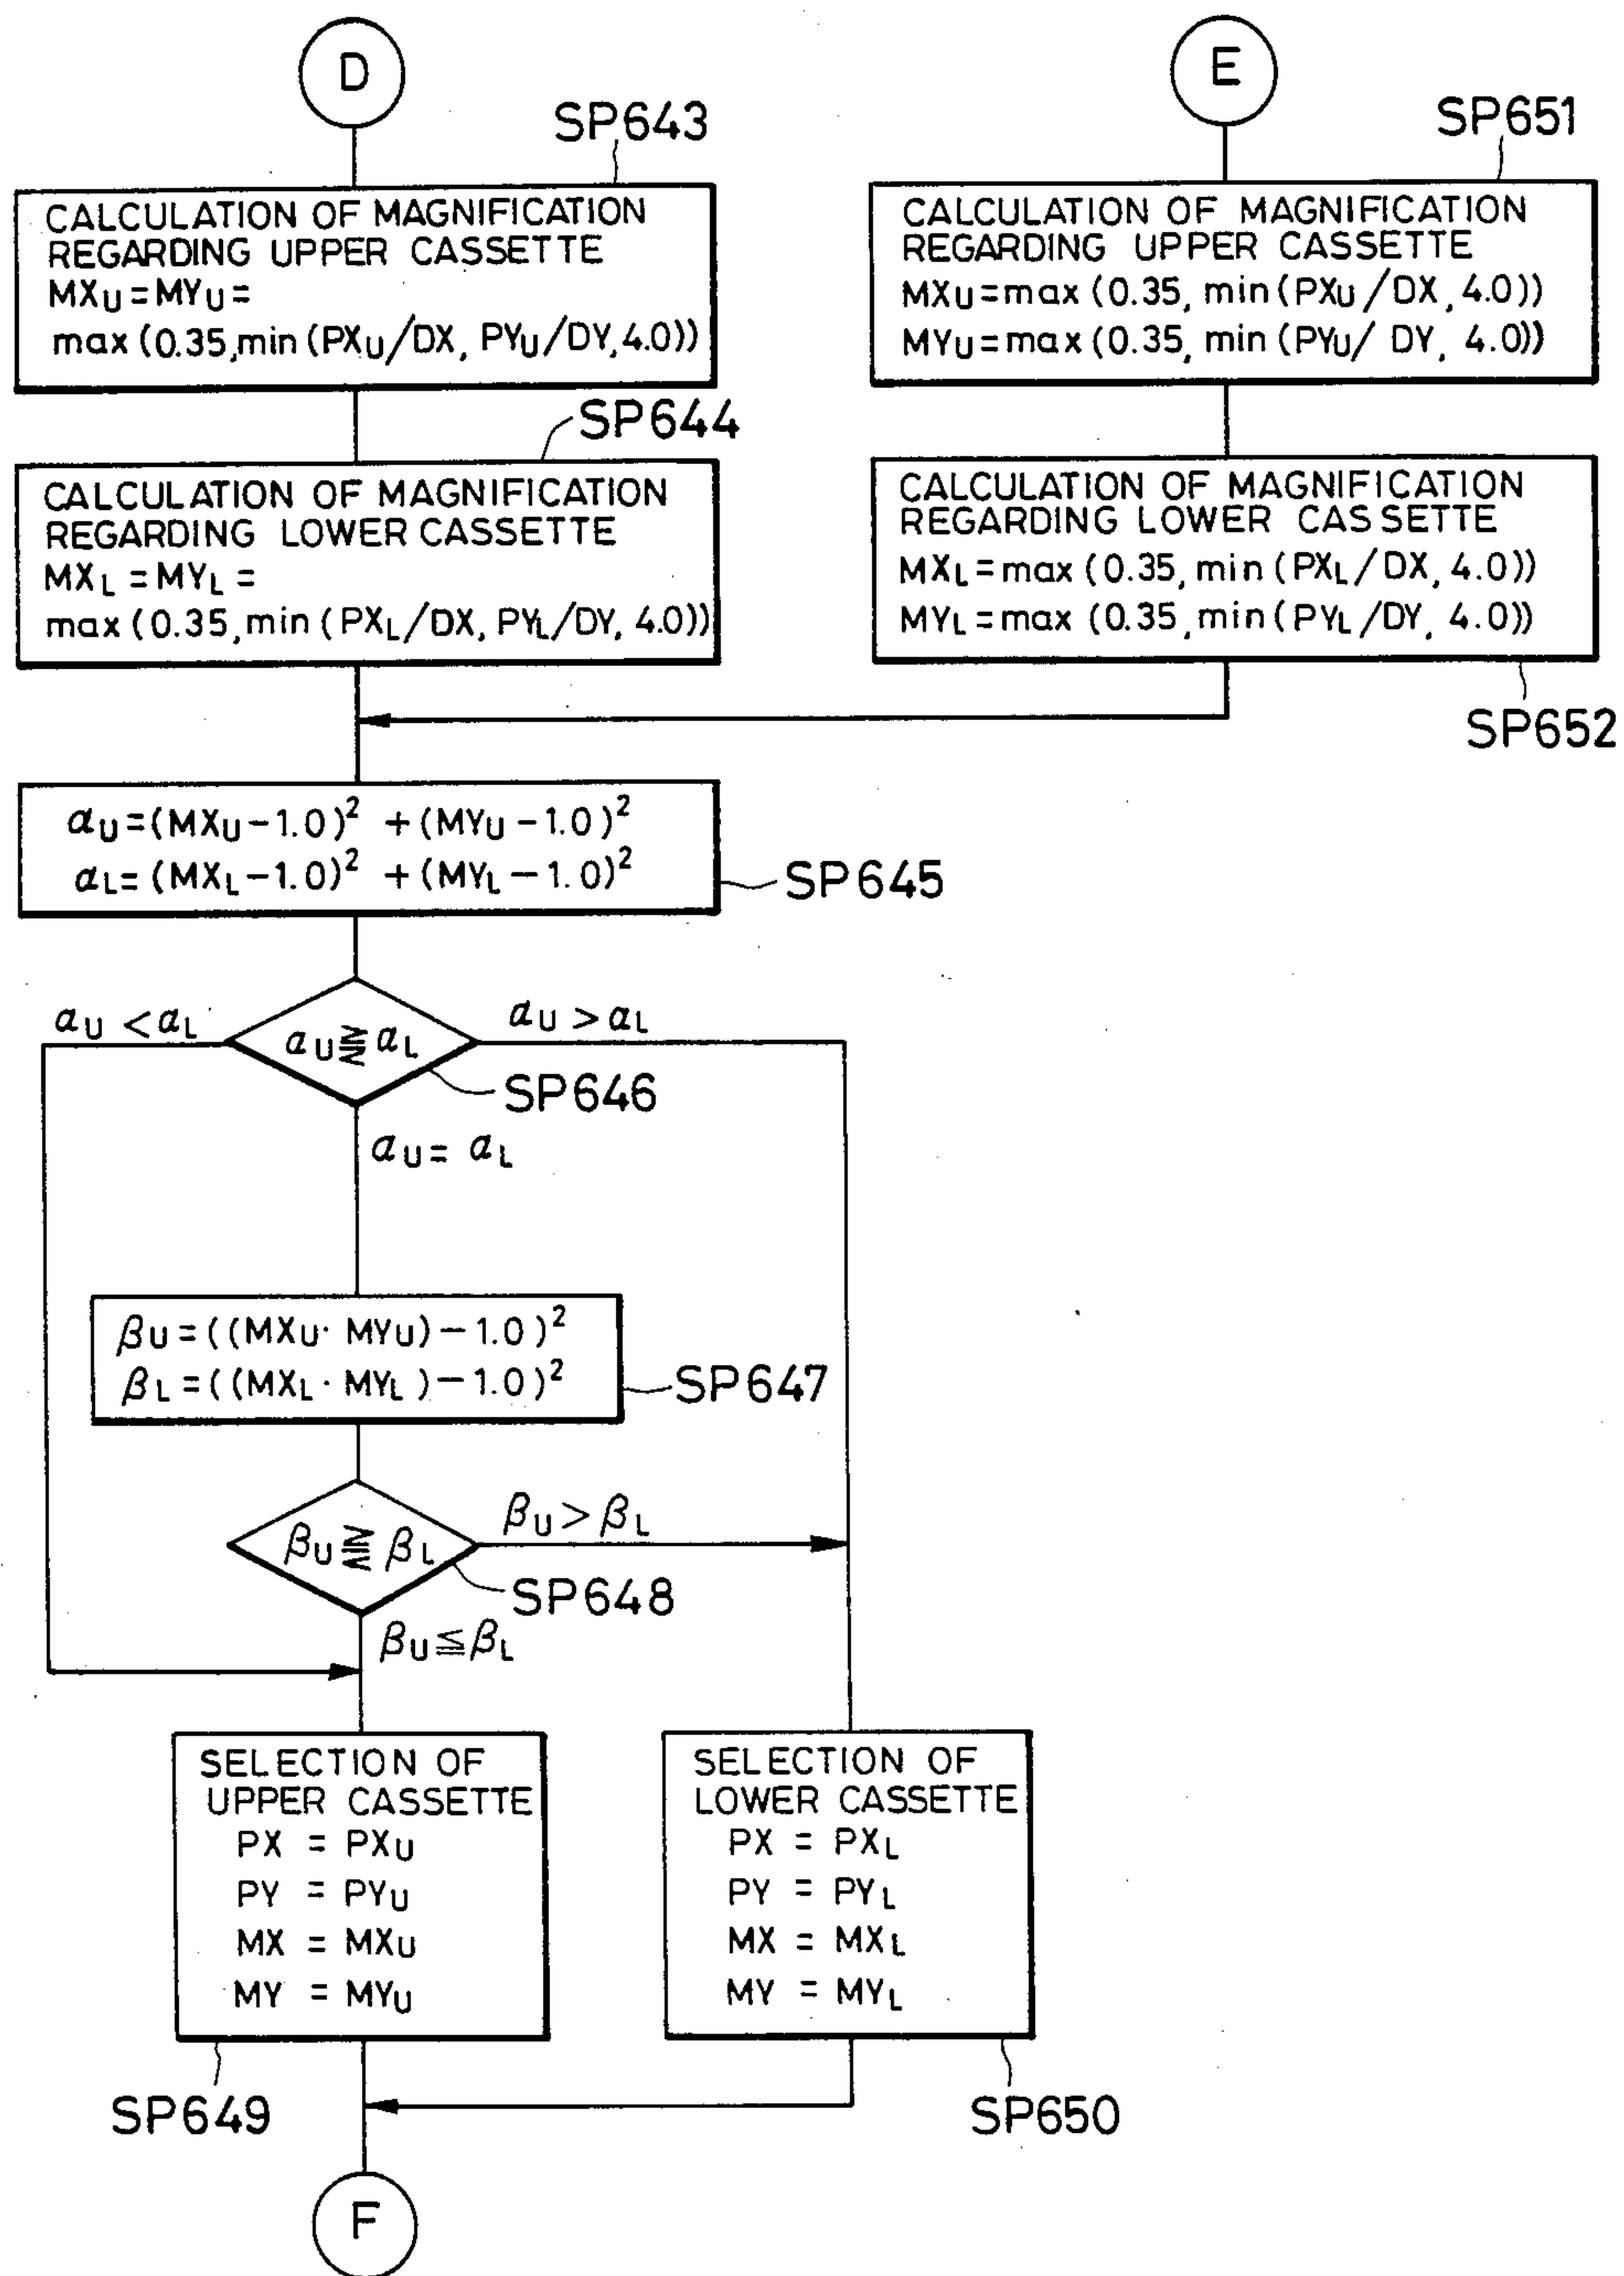 D
SP643
CALCULATION OF MAGNIFICATION
REGARDING UPPER CASSETTE
MXU = MYU =
max (0.35, min (PXU/DX, PYU/DY, 4.0))
SP644
CALCULATION OF MAGNIFICATION
REGARDING LOWER CASSETTE
MXL = MYL =
max (0.35, min (PXL/DX, PYL/DY, 4.0))
E
SP651
CALCULATION OF MAGNIFICATION
REGARDING UPPER CASSETTE
MXU = max (0.35, min (PXU/DX, 4.0))
MYU = max (0.35, min (PYU/DY, 4.0))
CALCULATION OF MAGNIFICATION
REGARDING LOWER CASSETTE
MXL = max (0.35, min (PXL/DX, 4.0))
MYL = max (0.35, min (PYL/DY, 4.0))
SP652
αU = (MXU − 1.0)² + (MYU − 1.0)²
αL = (MXL − 1.0)² + (MYL − 1.0)²
SP645
αU < αL
αU ⪌ αL
αU > αL
SP646
αU = αL
βU = ((MXU · MYU) − 1.0)²
βL = ((MXL · MYL) − 1.0)²
SP647
βU ⪌ βL
βU > βL
SP648
βU ≦ βL
SELECTION OF
UPPER CASSETTE
PX = PXU
PY = PYU
MX = MXU
MY = MYU
SP649
SELECTION OF
LOWER CASSETTE
PX = PXL
PY = PYL
MX = MXL
MY = MYL
SP650
F